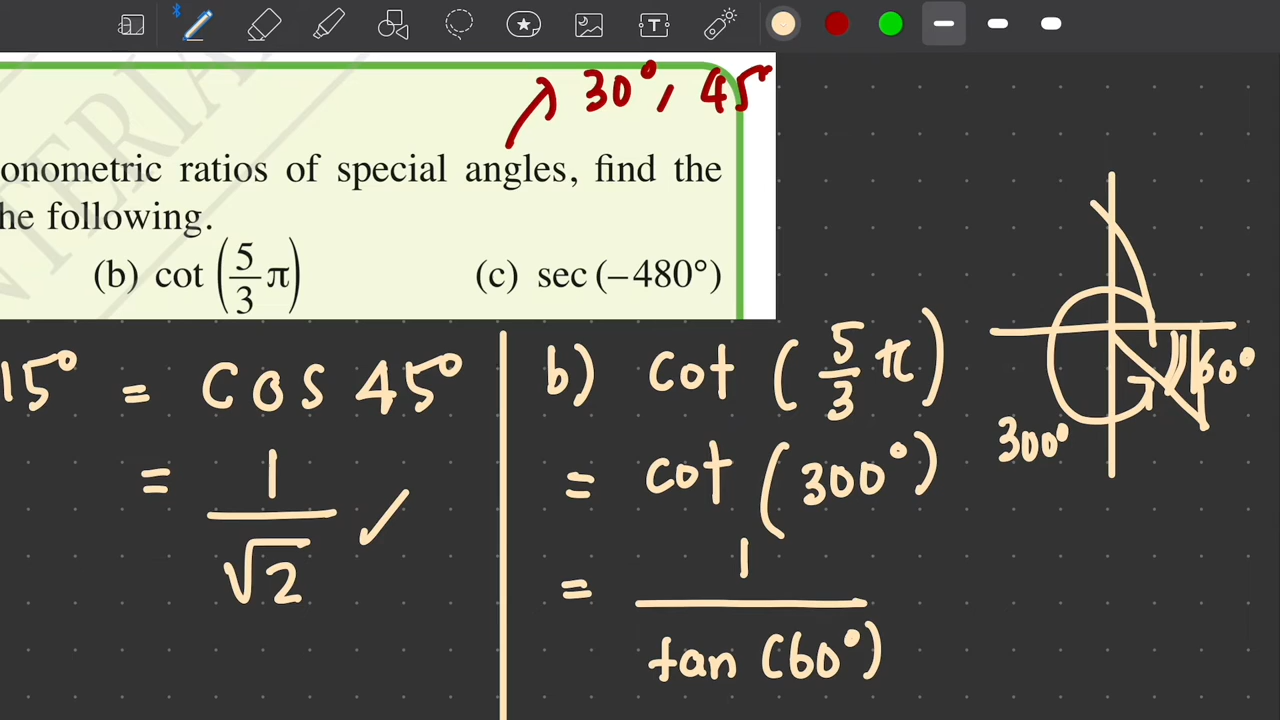 30°, 45°
onometric ratios of special angles, find the
he following.
(b) cot (5/3 π) (c) sec (–480°)
15° = cos 45°
= 1/√2 ✓
b) cot (5/3 π)
= cot (300°)
= 1/tan (60°)
60°
300°